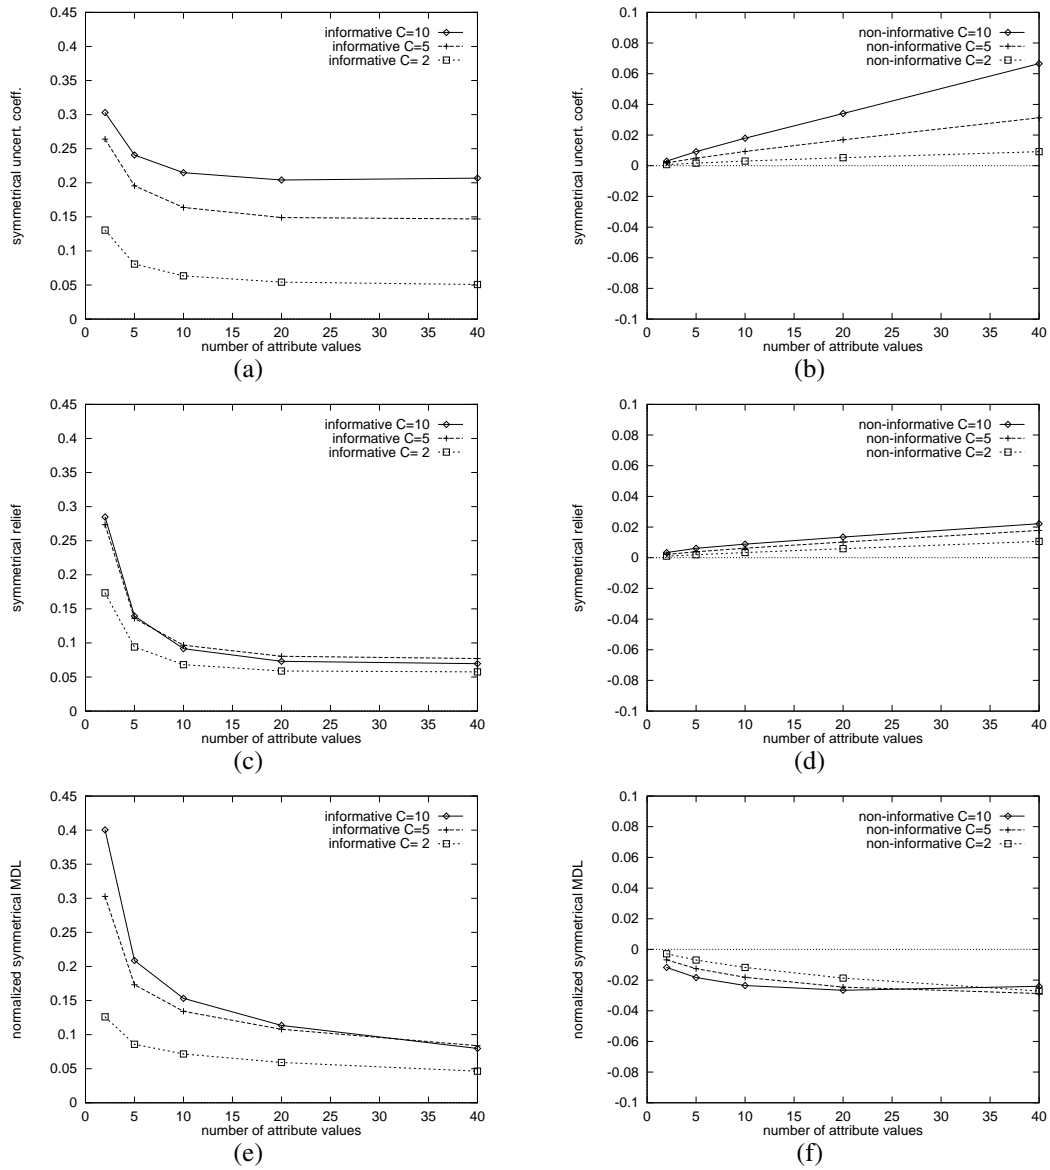 0.45
0.4
0.35
0.3
0.25
0.2
0.15
0.1
0.05
0
0 5 10 15 20 25 30 35 40
symmetrical uncert. coeff.
number of attribute values
informative C=10
informative C=5
informative C= 2
(a)
0.1
0.08
0.06
0.04
0.02
0
-0.02
-0.04
-0.06
-0.08
-0.1
0 5 10 15 20 25 30 35 40
symmetrical uncert. coeff.
number of attribute values
non-informative C=10
non-informative C=5
non-informative C=2
(b)
0.45
0.4
0.35
0.3
0.25
0.2
0.15
0.1
0.05
0
0 5 10 15 20 25 30 35 40
symmetrical relief
number of attribute values
informative C=10
informative C=5
informative C= 2
(c)
0.1
0.08
0.06
0.04
0.02
0
-0.02
-0.04
-0.06
-0.08
-0.1
0 5 10 15 20 25 30 35 40
symmetrical relief
number of attribute values
non-informative C=10
non-informative C=5
non-informative C=2
(d)
0.45
0.4
0.35
0.3
0.25
0.2
0.15
0.1
0.05
0
0 5 10 15 20 25 30 35 40
normalized symmetrical MDL
number of attribute values
informative C=10
informative C=5
informative C= 2
(e)
0.1
0.08
0.06
0.04
0.02
0
-0.02
-0.04
-0.06
-0.08
-0.1
0 5 10 15 20 25 30 35 40
normalized symmetrical MDL
number of attribute values
non-informative C=10
non-informative C=5
non-informative C=2
(f)